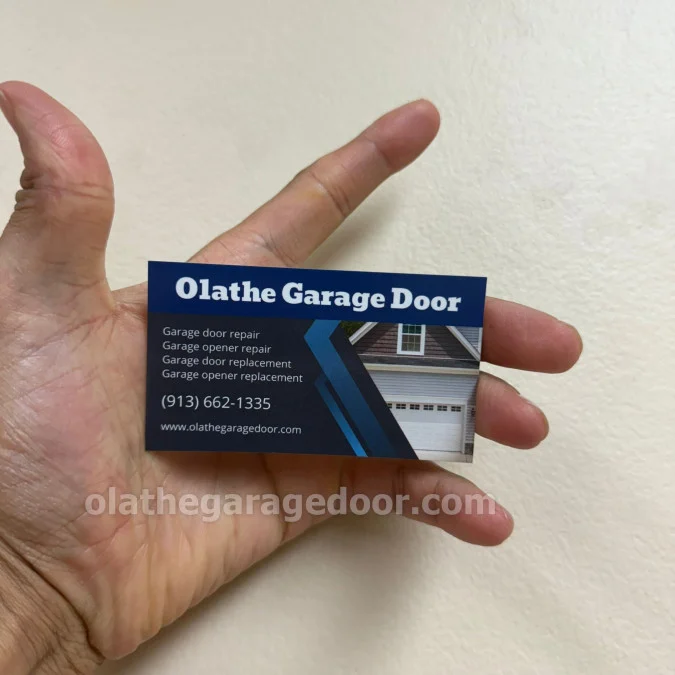 Olathe Garage Door
Garage door repair
Garage opener repair
Garage door replacement
Garage opener replacement
(913) 662-1335
www.olathegaragedoor.com
olathegaragedoor.com